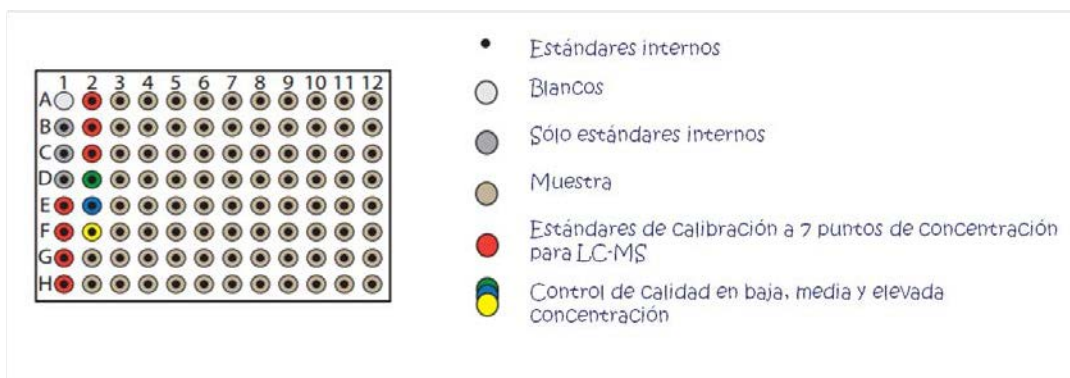 Estándares internos
Blancos
Sólo estándares internos
Muestra
Estándares de calibración a 7 puntos de concentración
para LC-MS
Control de calidad en baja, media y elevada
concentración
1 2 3 4 5 6 7 8 9 10 11 12
A
B
C
D
E
F
G
H